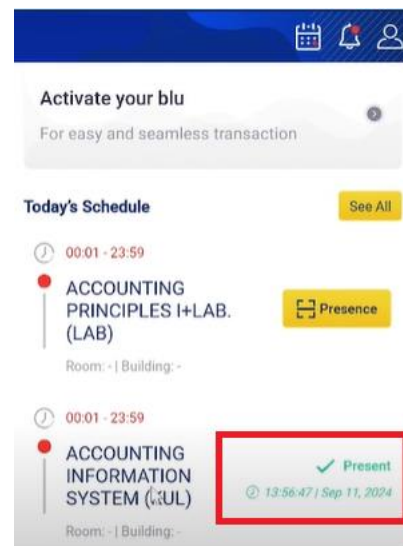 Activate your blu
For easy and seamless transaction
Today's Schedule
See All
00:01 - 23:59
ACCOUNTING
PRINCIPLES I+LAB.
(LAB)
Presence
Room: - | Building: -
00:01 - 23:59
ACCOUNTING
INFORMATION
SYSTEM (KUL)
Present
13:56:47 | Sep 11, 2024
Room: - | Building: -